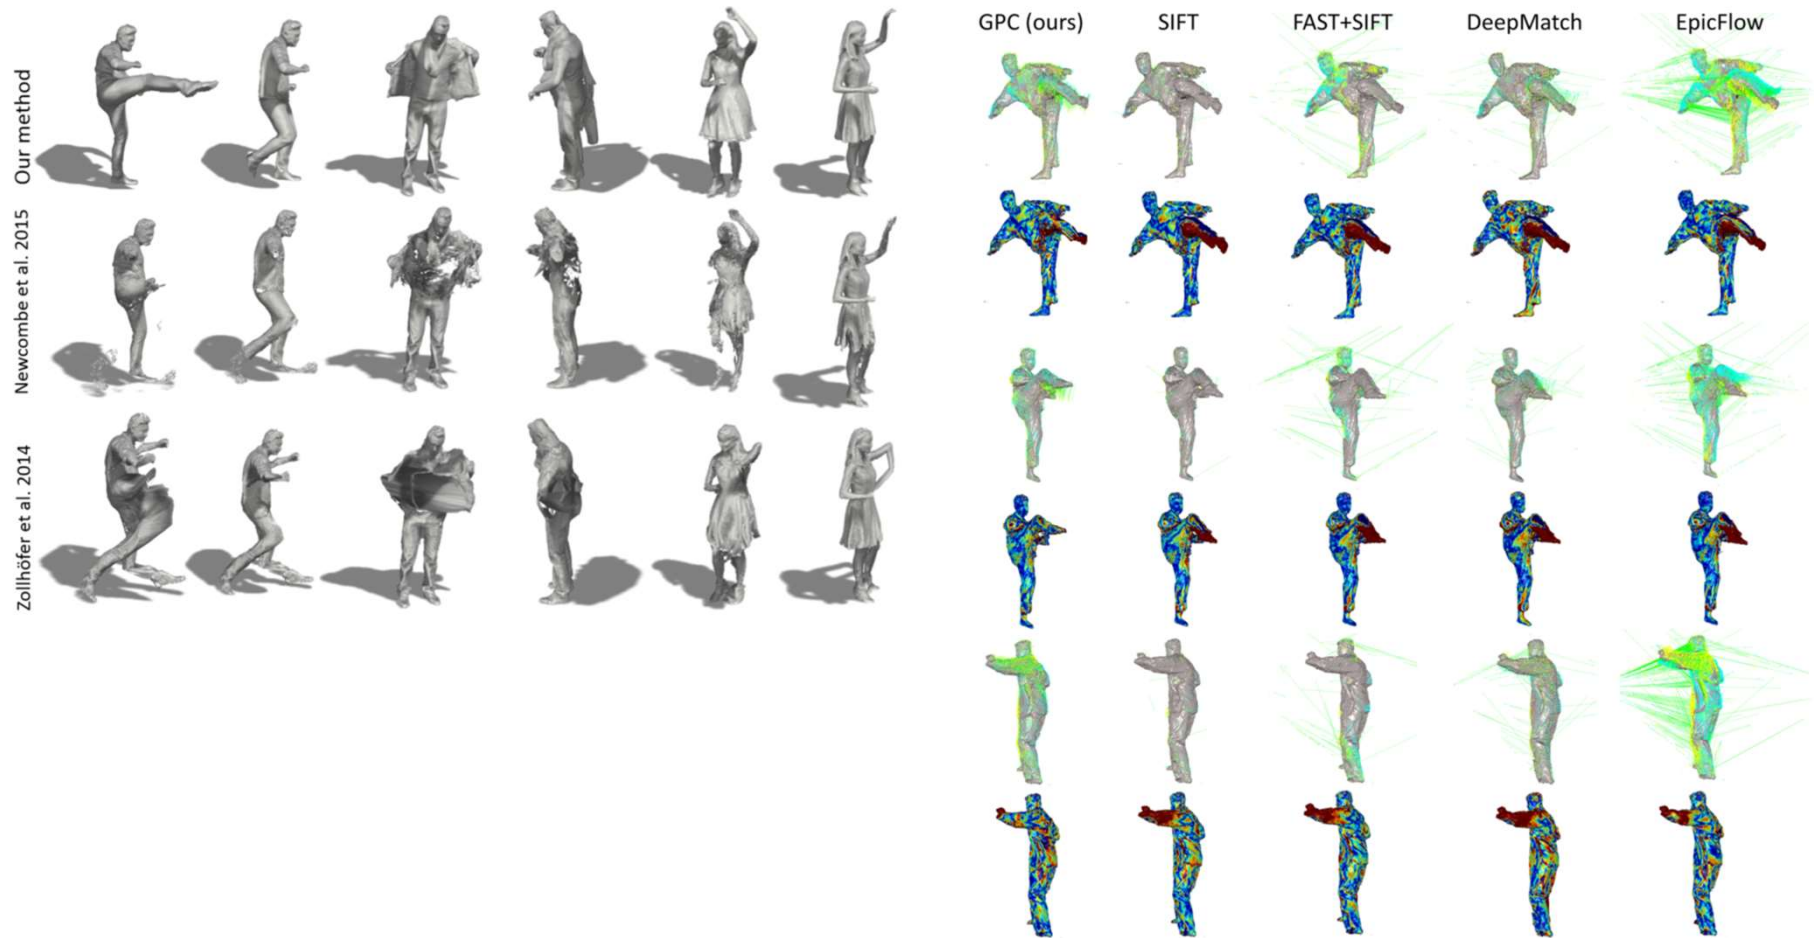 Our method
Newcombe et al. 2015
Zollhöfer et al. 2014
GPC (ours)
SIFT
FAST+SIFT
DeepMatch
EpicFlow